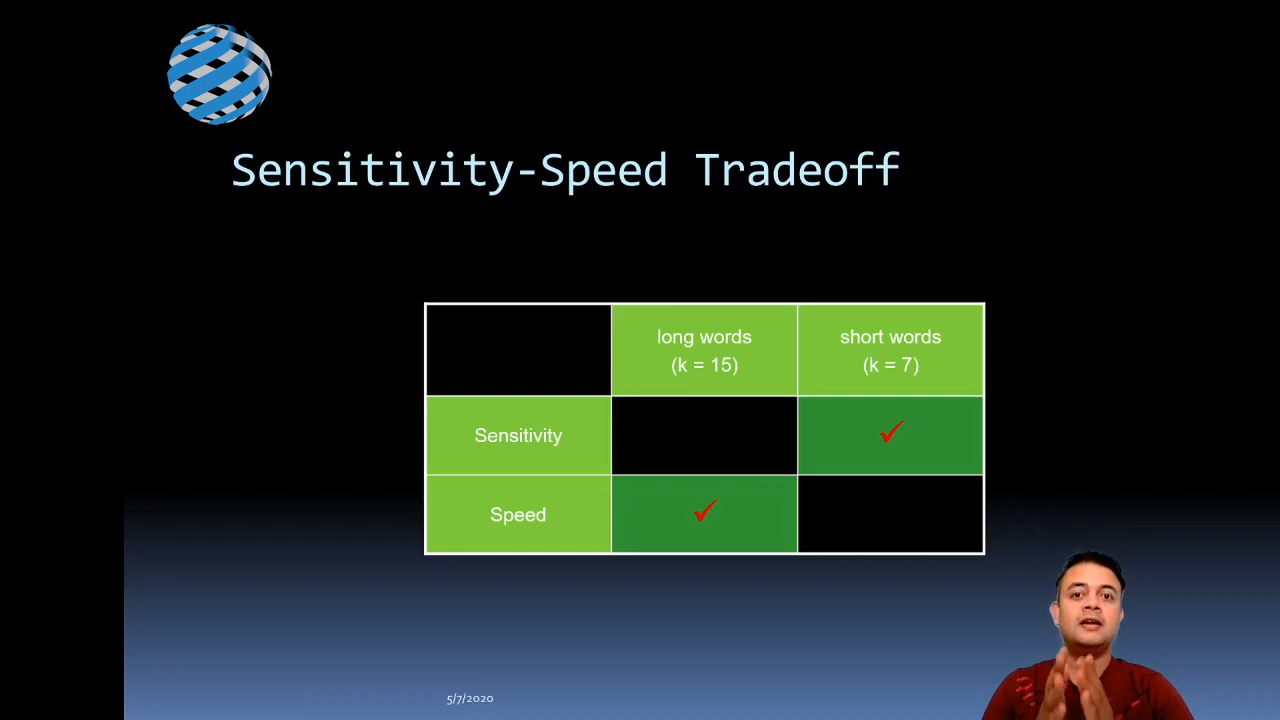 Sensitivity-Speed Tradeoff
long words
(k = 15)
short words
(k = 7)
Sensitivity
✓
Speed
✓
5/7/2020